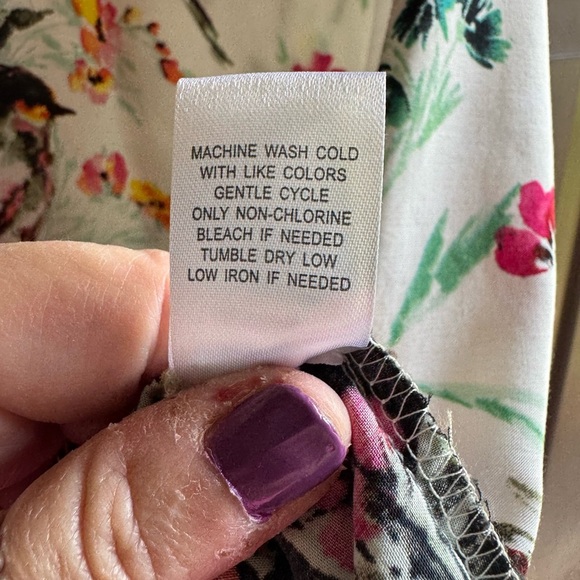 MACHINE WASH COLD
WITH LIKE COLORS
GENTLE CYCLE
ONLY NON-CHLORINE
BLEACH IF NEEDED
TUMBLE DRY LOW
LOW IRON IF NEEDED